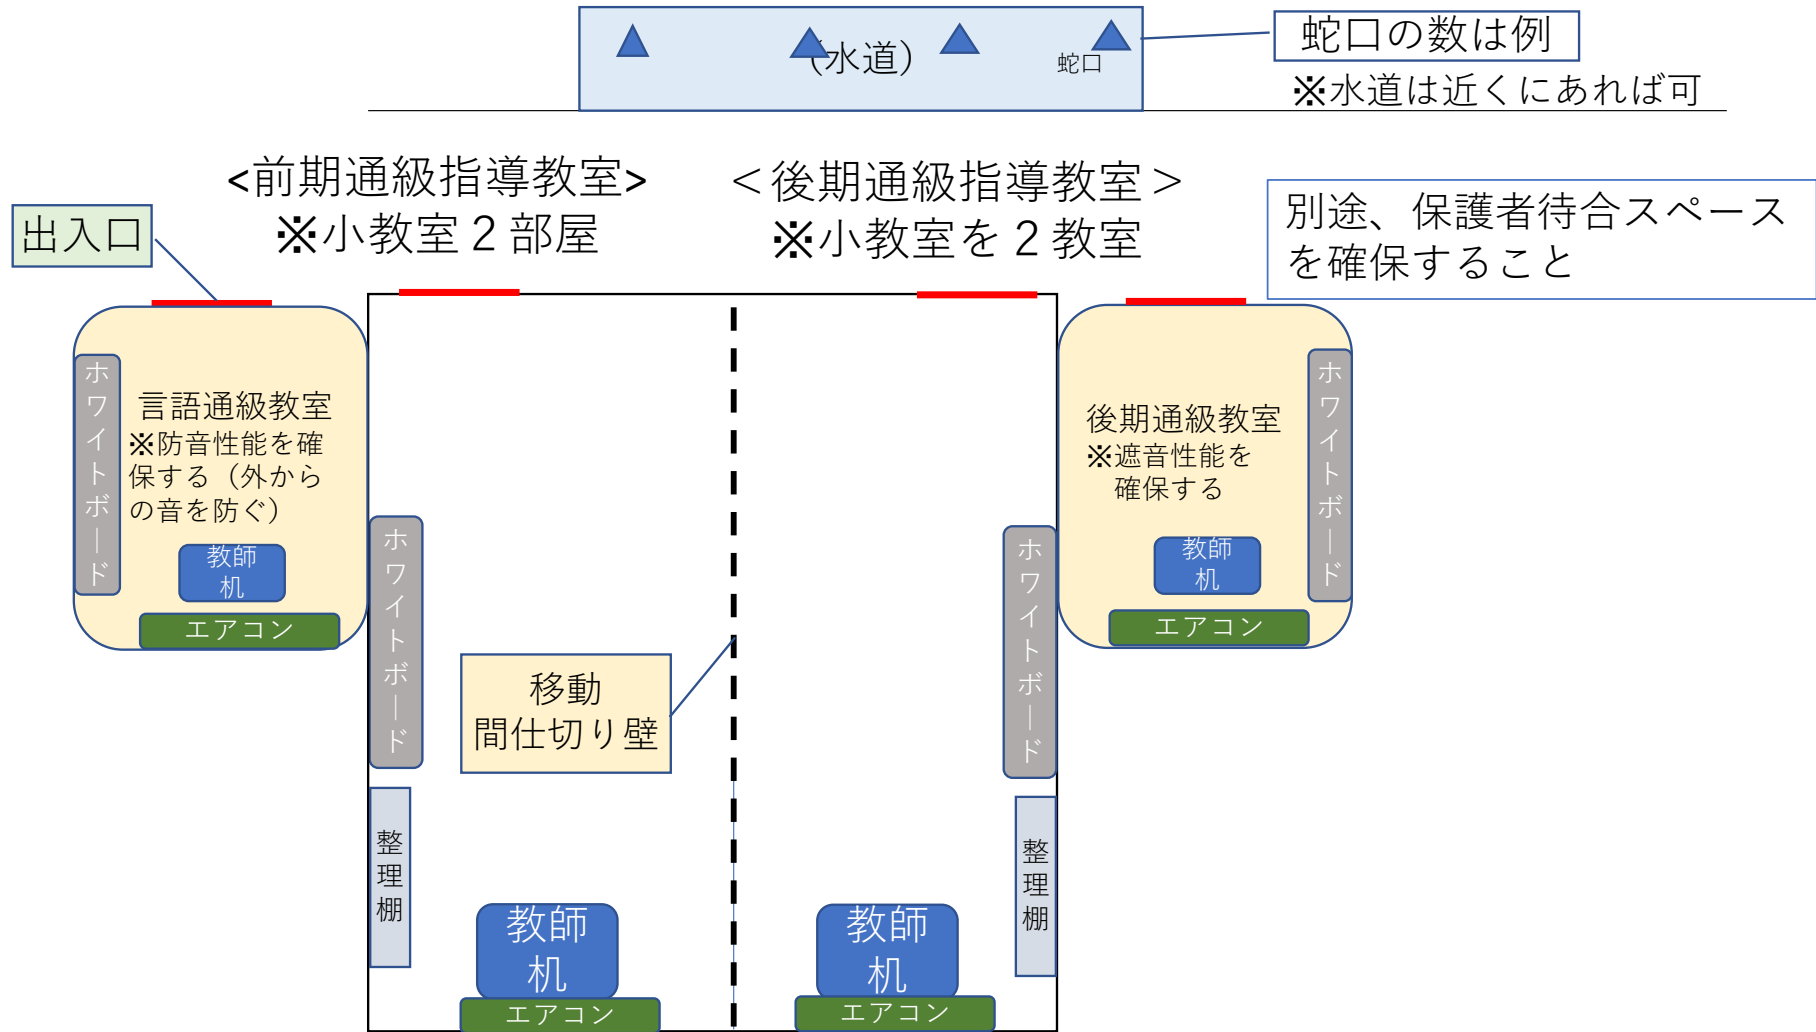 (水道)
蛇口
蛇口の数は例
※水道は近くにあれば可
<前期通級指導教室>
※小教室２部屋
＜後期通級指導教室＞
※小教室を２教室
別途、保護者待合スペース
を確保すること
出入口
ホワイトボード
言語通級教室
※防音性能を確
保する（外から
の音を防ぐ）
教師
机
エアコン
ホワイトボード
整理棚
移動
間仕切り壁
教師
机
エアコン
ホワイトボード
整理棚
教師
机
エアコン
後期通級教室
※遮音性能を
確保する
ホワイトボード
教師
机
エアコン